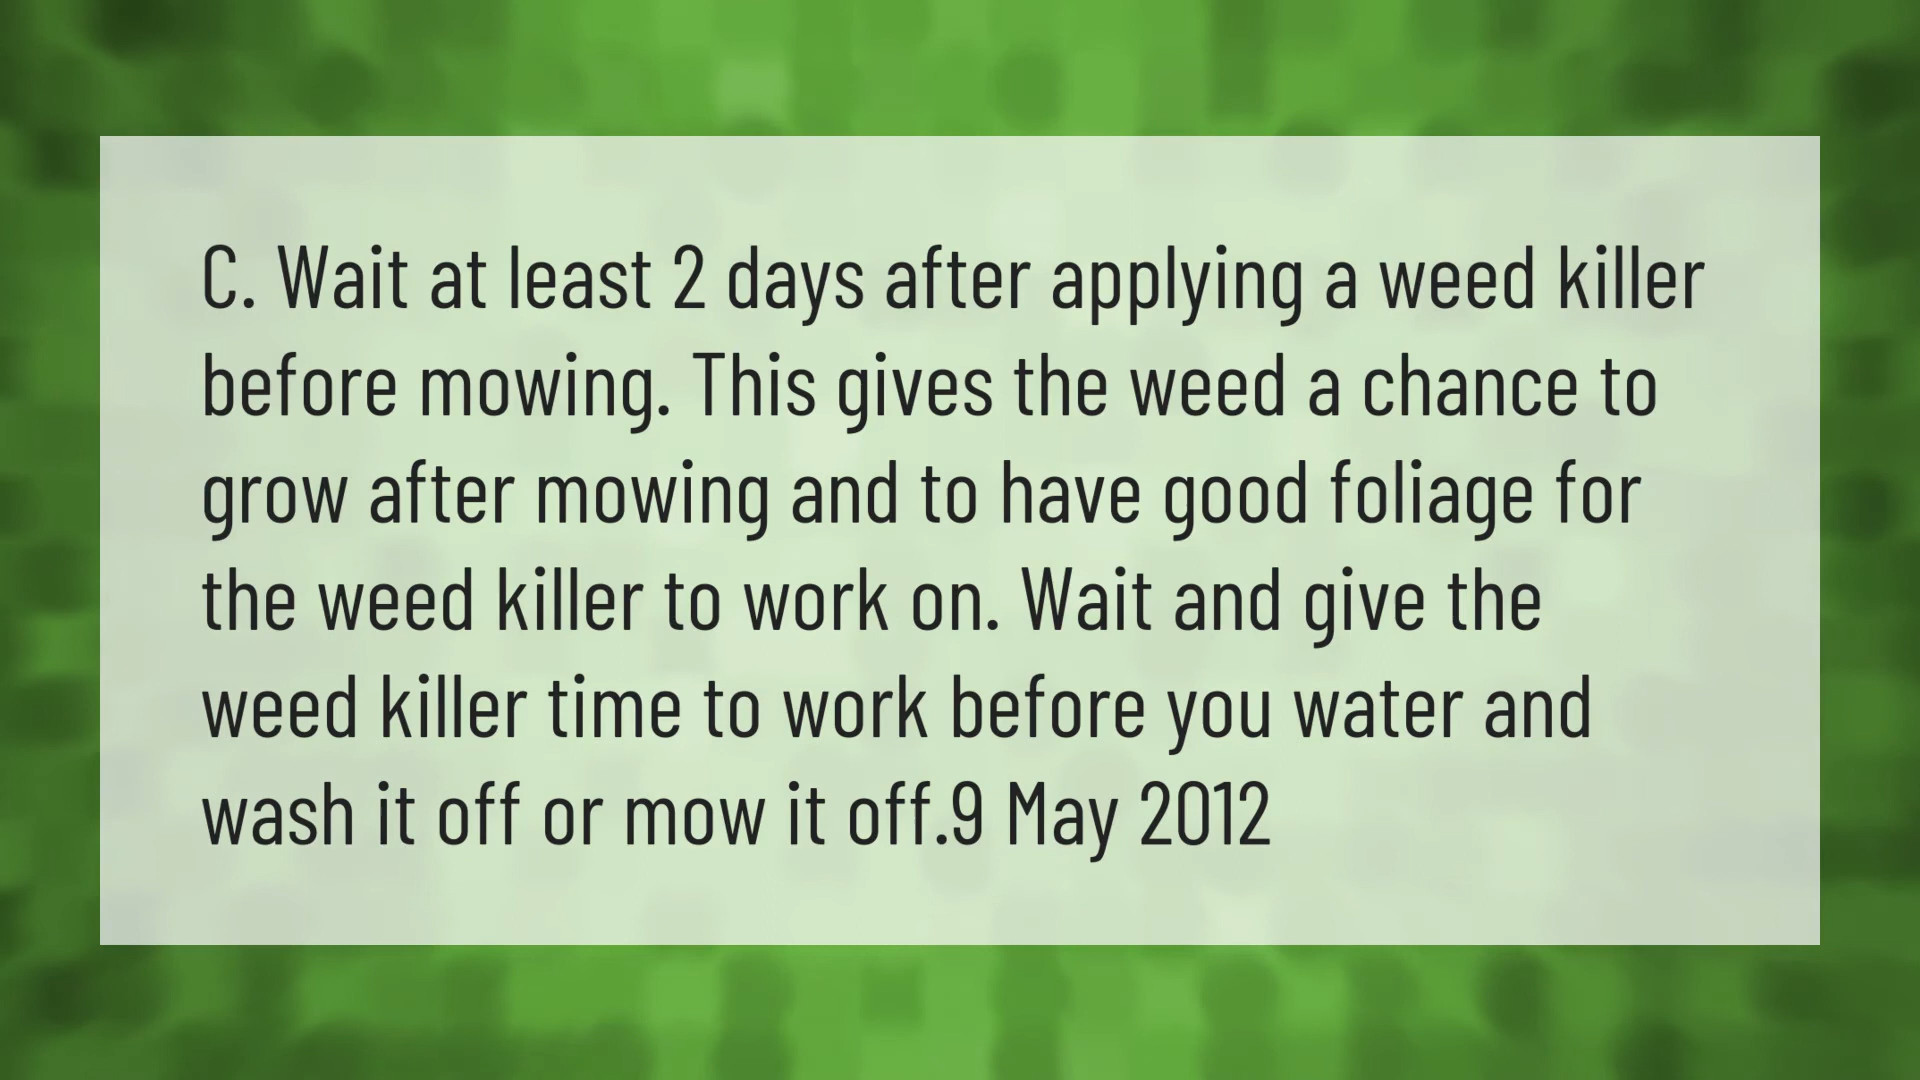 C. Wait at least 2 days after applying a weed killer
before mowing. This gives the weed a chance to
grow after mowing and to have good foliage for
the weed killer to work on. Wait and give the
weed killer time to work before you water and
wash it off or mow it off.9 May 2012